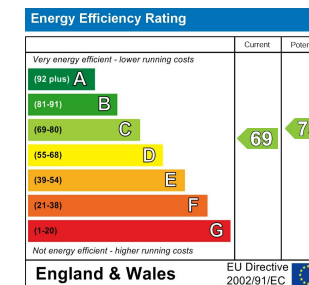 Energy Efficiency Rating
Current
Very energy efficient - lower running costs
(92 plus) A
(81-91) B
(69-80) C
(55-68) D
(39-54) E
(21-38) F
(1-20) G
69
Not energy efficient - higher running costs
England & Wales
EU Directive
2002/91/EC